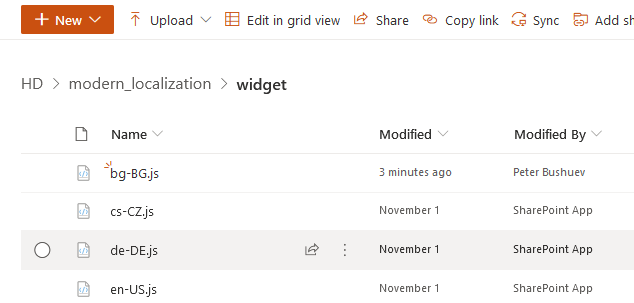 New Upload Edit in grid view Share Copy link Sync Add sh
HD modern_localization widget
Name Modified Modified By
bg-BG.js 3 minutes ago Peter Bushuev
cs-CZ.js November 1 SharePoint App
de-DE.js November 1 SharePoint App
en-US.js November 1 SharePoint App